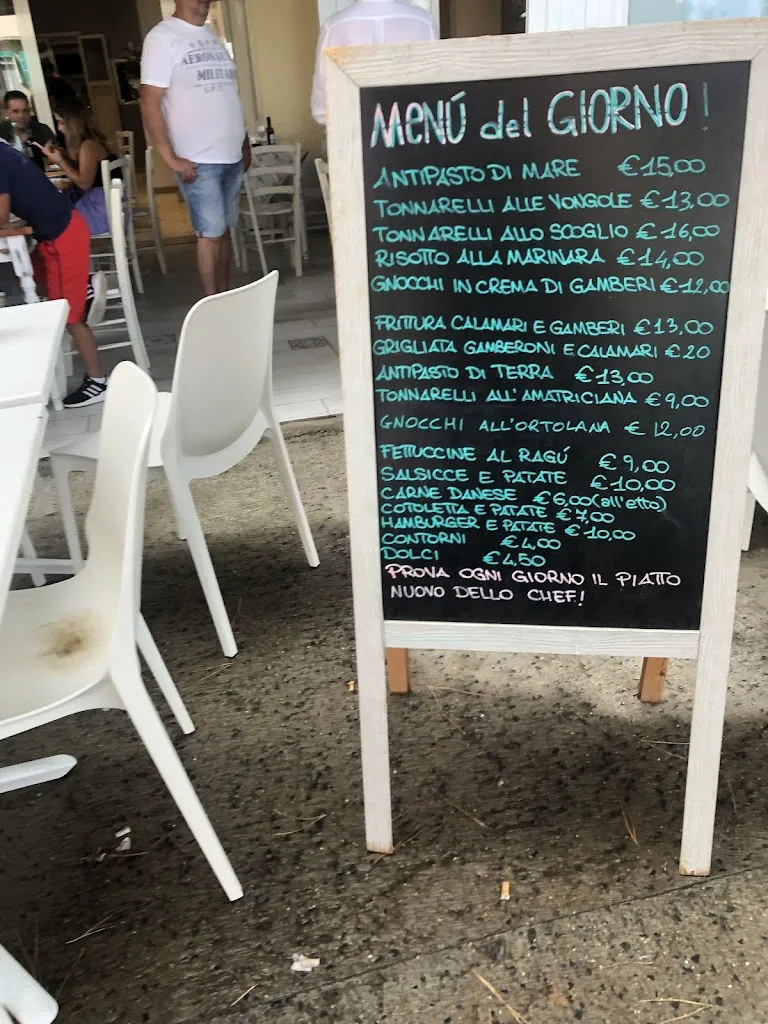 AERONAUTICA
MILITARE
MENÚ del GIORNO!
ANTIPASTO DI MARE €15,00
TONNARELLI ALLE VONGOLE €13,00
TONNARELLI ALLO SCOGLIO €16,00
RISOTTO ALLA MARINARA €14,00
GNOCCHI IN CREMA DI GAMBERI €12,00
FRITTURA CALAMARI E GAMBERI €13,00
GRIGLIATA GAMBERONI E CALAMARI €20
ANTIPASTO DI TERRA €13,00
TONNARELLI ALL'AMATRICIANA €9,00
GNOCCHI ALL'ORTOLANA € 12,00
FETTUCCINE AL RAGÚ €9,00
SALSICCE E PATATE €10,00
CARNE DANESE €6,00 (all'etto)
COTOLETTA E PATATE €7,00
HAMBURGER E PATATE €10,00
CONTORNI €4,00
DOLCI €4,50
PROVA OGNI GIORNO IL PIATTO
NUOVO DELLO CHEF!